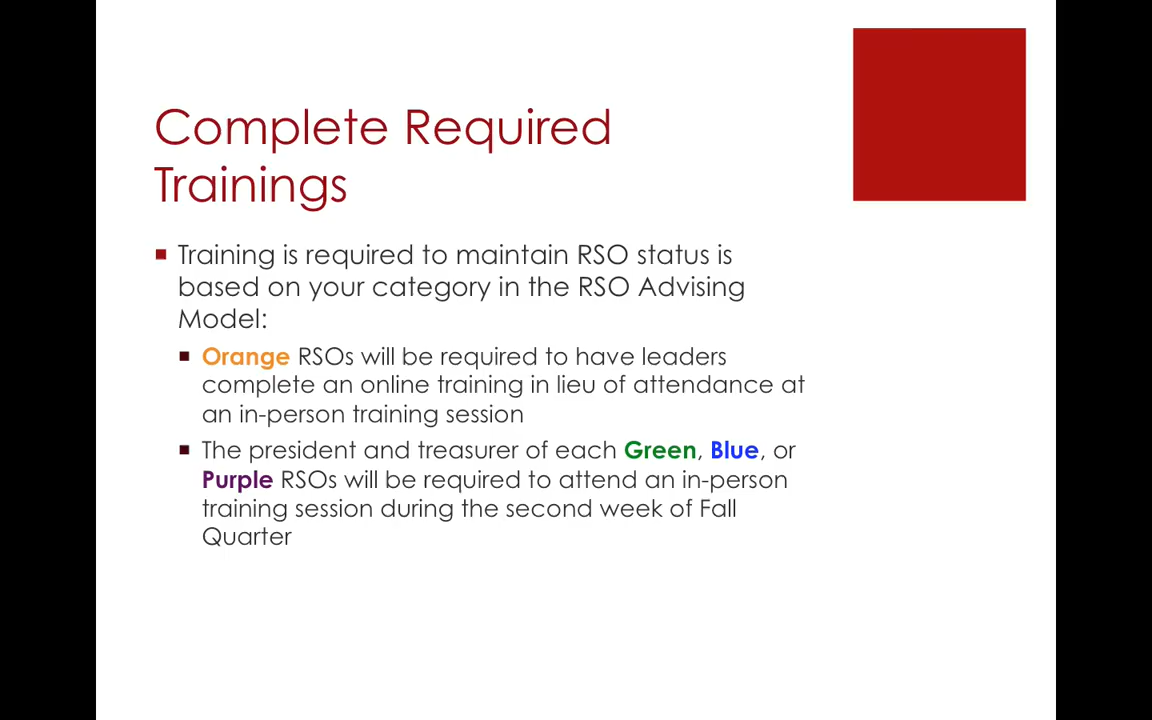 Complete Required
Trainings
Training is required to maintain RSO status is
based on your category in the RSO Advising
Model:
Orange RSOs will be required to have leaders
complete an online training in lieu of attendance at
an in-person training session
The president and treasurer of each Green, Blue, or
Purple RSOs will be required to attend an in-person
training session during the second week of Fall
Quarter